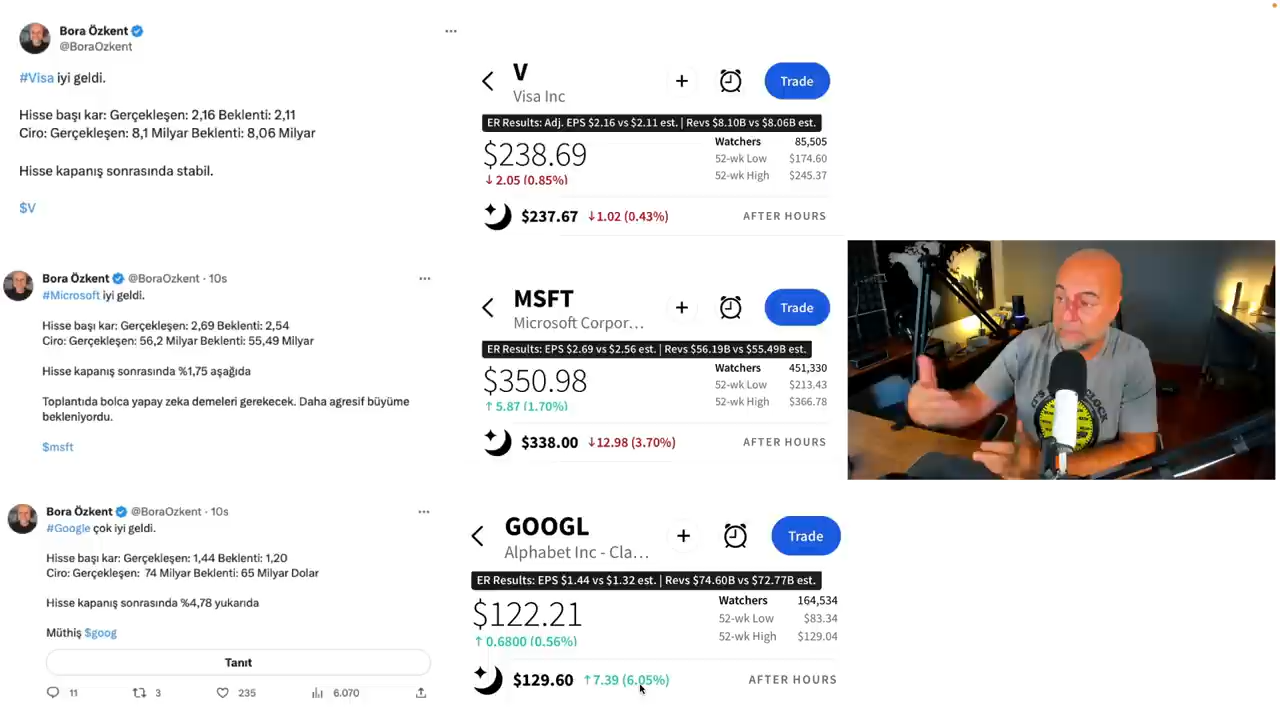 Bora Özkent
@BoraOzkent
#Visa iyi geldi.
Hisse başı kar: Gerçekleşen: 2,16 Beklenti: 2,11
Ciro: Gerçekleşen: 8,1 Milyar Beklenti: 8,06 Milyar
Hisse kapanış sonrasında stabil.
$V
V
Visa Inc
Trade
ER Results: Adj. EPS $2.16 vs $2.11 est. | Revs $8.10B vs $8.06B est.
$238.69
↓ 2.05 (0.85%)
Watchers 85,505
52-wk Low $174.60
52-wk High $245.37
$237.67 ↓1.02 (0.43%) AFTER HOURS
Bora Özkent @BoraOzkent · 10s
#Microsoft iyi geldi.
Hisse başı kar: Gerçekleşen: 2,69 Beklenti: 2,54
Ciro: Gerçekleşen: 56,2 Milyar Beklenti: 55,49 Milyar
Hisse kapanış sonrasında %1,75 aşağıda
Toplantıda bolca yapay zeka demeleri gerekecek. Daha agresif büyüme
bekleniyordu.
$msft
MSFT
Microsoft Corpor...
Trade
ER Results: EPS $2.69 vs $2.56 est. | Revs $56.19B vs $55.49B est.
$350.98
↑ 5.87 (1.70%)
Watchers 451,330
52-wk Low $213.43
52-wk High $366.78
$338.00 ↓12.98 (3.70%) AFTER HOURS
Bora Özkent @BoraOzkent · 10s
#Google çok iyi geldi.
Hisse başı kar: Gerçekleşen: 1,44 Beklenti: 1,20
Ciro: Gerçekleşen: 74 Milyar Beklenti: 65 Milyar Dolar
Hisse kapanış sonrasında %4,78 yukarıda
Müthiş $goog
Tanıt
11 3 235 6.070
GOOGL
Alphabet Inc - Cla...
Trade
ER Results: EPS $1.44 vs $1.32 est. | Revs $74.60B vs $72.77B est.
$122.21
↑ 0.6800 (0.56%)
Watchers 164,534
52-wk Low $83.34
52-wk High $129.04
$129.60 ↑7.39 (6.05%) AFTER HOURS